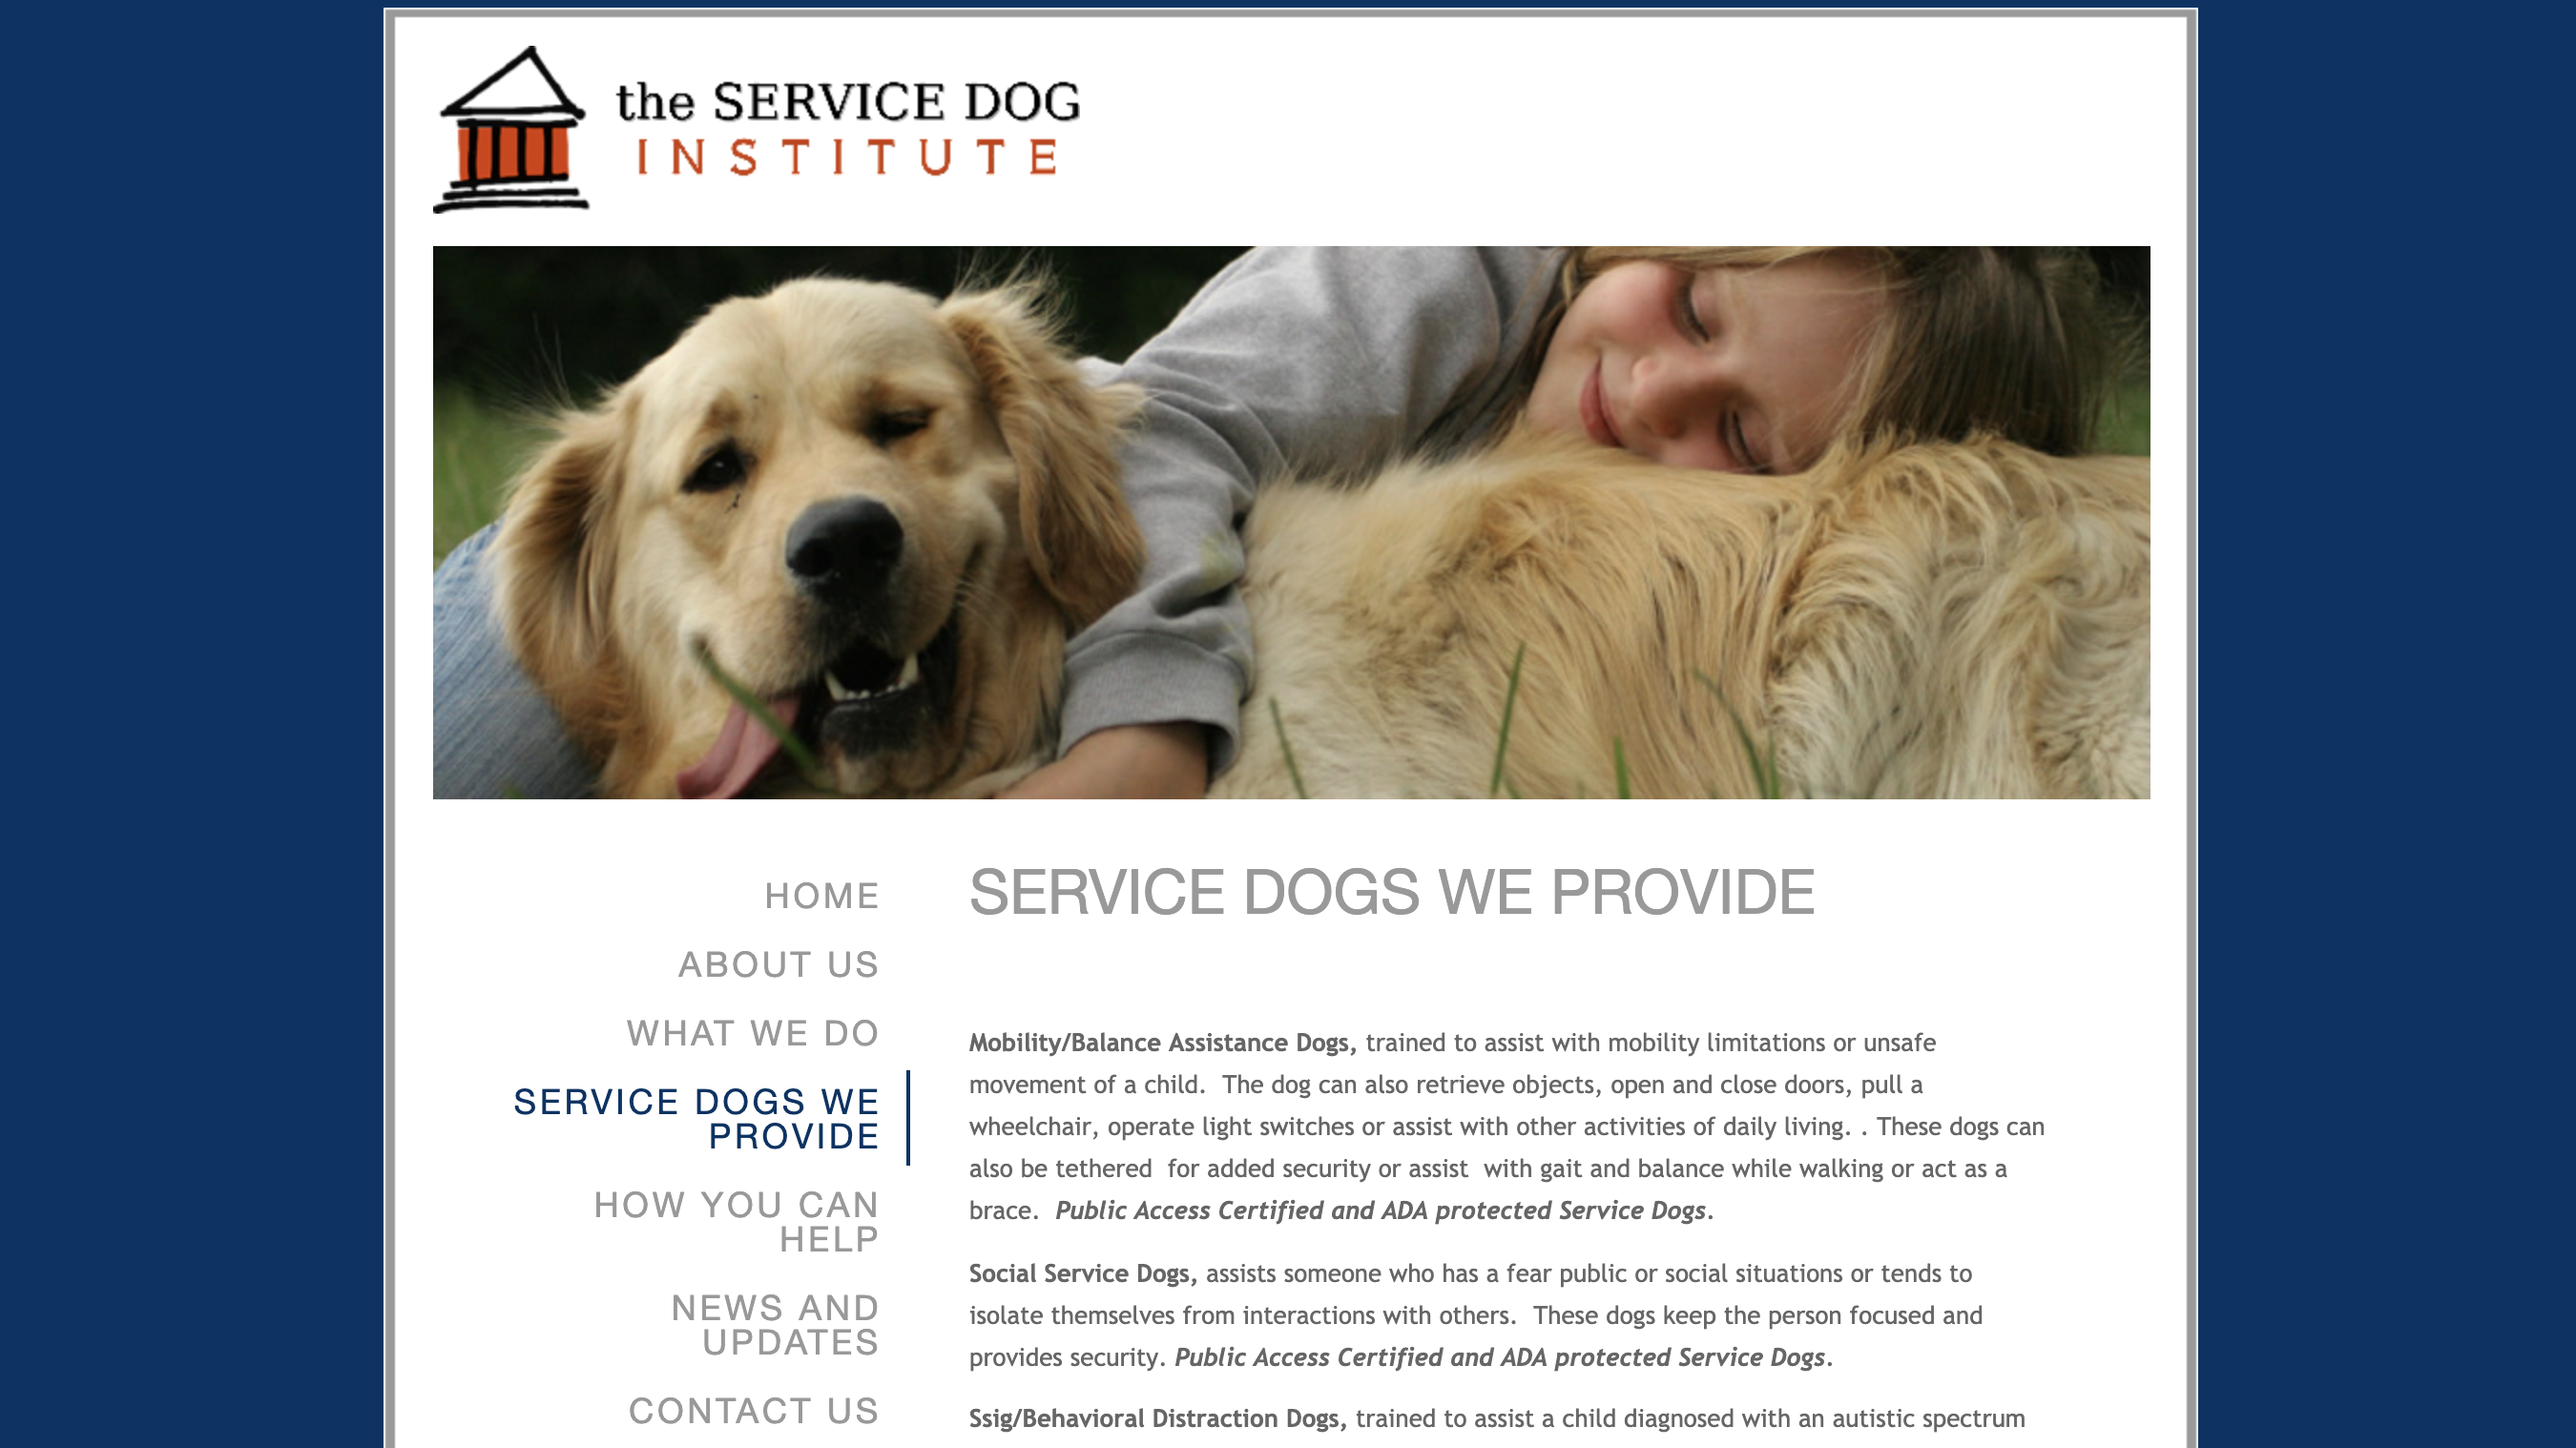 the SERVICE DOG
INSTITUTE
HOME
ABOUT US
WHAT WE DO
SERVICE DOGS WE
PROVIDE
HOW YOU CAN
HELP
NEWS AND
UPDATES
CONTACT US
SERVICE DOGS WE PROVIDE
Mobility/Balance Assistance Dogs, trained to assist with mobility limitations or unsafe
movement of a child.  The dog can also retrieve objects, open and close doors, pull a
wheelchair, operate light switches or assist with other activities of daily living. . These dogs can
also be tethered  for added security or assist  with gait and balance while walking or act as a
brace.  Public Access Certified and ADA protected Service Dogs.
Social Service Dogs, assists someone who has a fear public or social situations or tends to
isolate themselves from interactions with others.  These dogs keep the person focused and
provides security. Public Access Certified and ADA protected Service Dogs.
Ssig/Behavioral Distraction Dogs, trained to assist a child diagnosed with an autistic spectrum